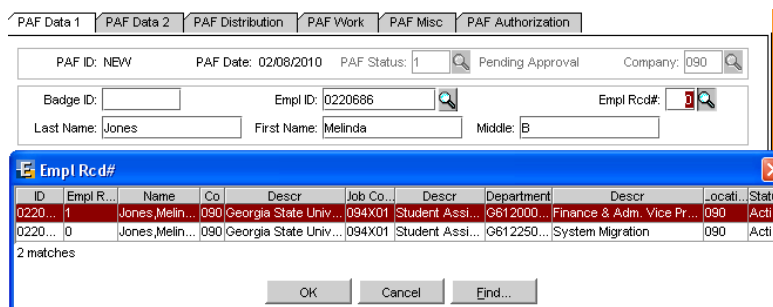 PAF Data 1 PAF Data 2 PAF Distribution PAF Work PAF Misc PAF Authorization
PAF ID: NEW PAF Date: 02/08/2010 PAF Status: 1 Pending Approval Company: 090
Badge ID: Empl ID: 0220686 Empl Rcd#: 0
Last Name: Jones First Name: Melinda Middle: B
Empl Rcd#
ID Empl R... Name Co Descr Job Co... Descr Department Descr Locati... Stat
0220... 1 Jones,Melin... 090 Georgia State Univ... 094X01 Student Assi... G612000... Finance & Adm. Vice Pr... 090 Acti
0220... 0 Jones,Melin... 090 Georgia State Univ... 094X01 Student Assi... G612250... System Migration 090 Acti
2 matches
OK Cancel Find...